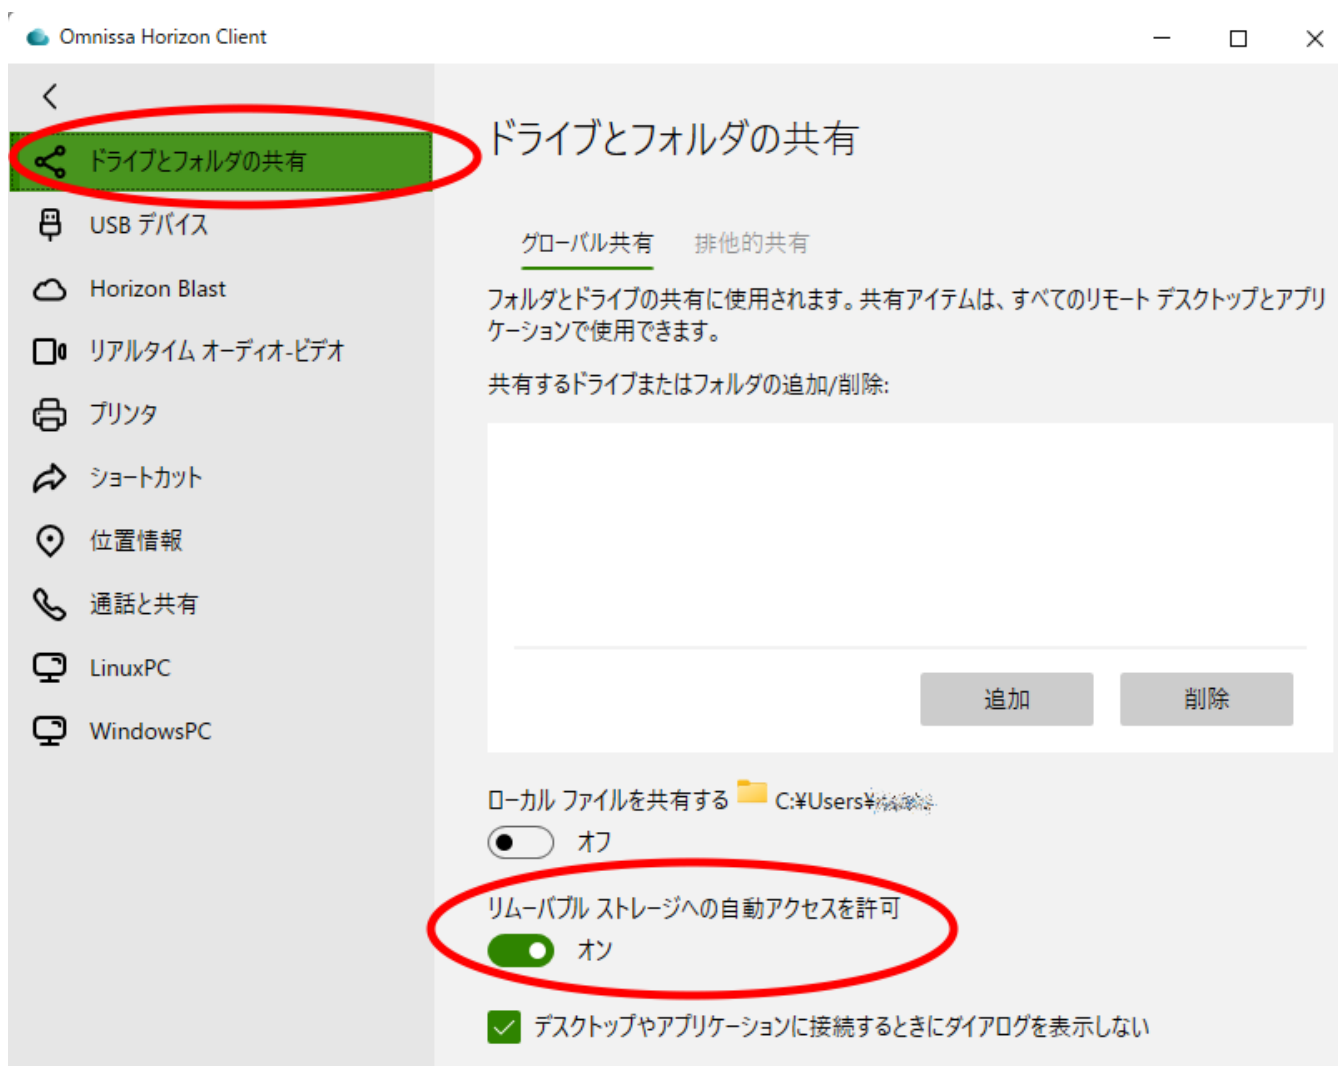 Omnissa Horizon Client
ドライブとフォルダの共有
USB デバイス
Horizon Blast
リアルタイム オーディオ-ビデオ
プリンタ
ショートカット
位置情報
通話と共有
LinuxPC
WindowsPC
ドライブとフォルダの共有
グローバル共有 排他的共有
フォルダとドライブの共有に使用されます。共有アイテムは、すべてのリモート デスクトップとアプリ
ケーションで使用できます。
共有するドライブまたはフォルダの追加/削除:
追加 削除
ローカル ファイルを共有する C:¥Users¥
オフ
リムーバブル ストレージへの自動アクセスを許可
オン
デスクトップやアプリケーションに接続するときにダイアログを表示しない